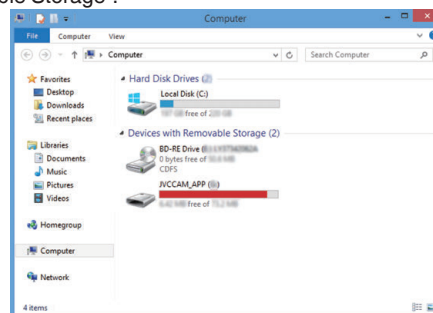 ble Storage".
Computer
File Computer View
Computer
Search Computer
Favorites
Desktop
Downloads
Recent places
Libraries
Documents
Music
Pictures
Videos
Homegroup
Computer
Network
Hard Disk Drives
Local Disk (C:)
free of
Devices with Removable Storage (2)
BD-RE Drive
0 bytes free of
CDFS
JVCCAM_APP
free of
4 items